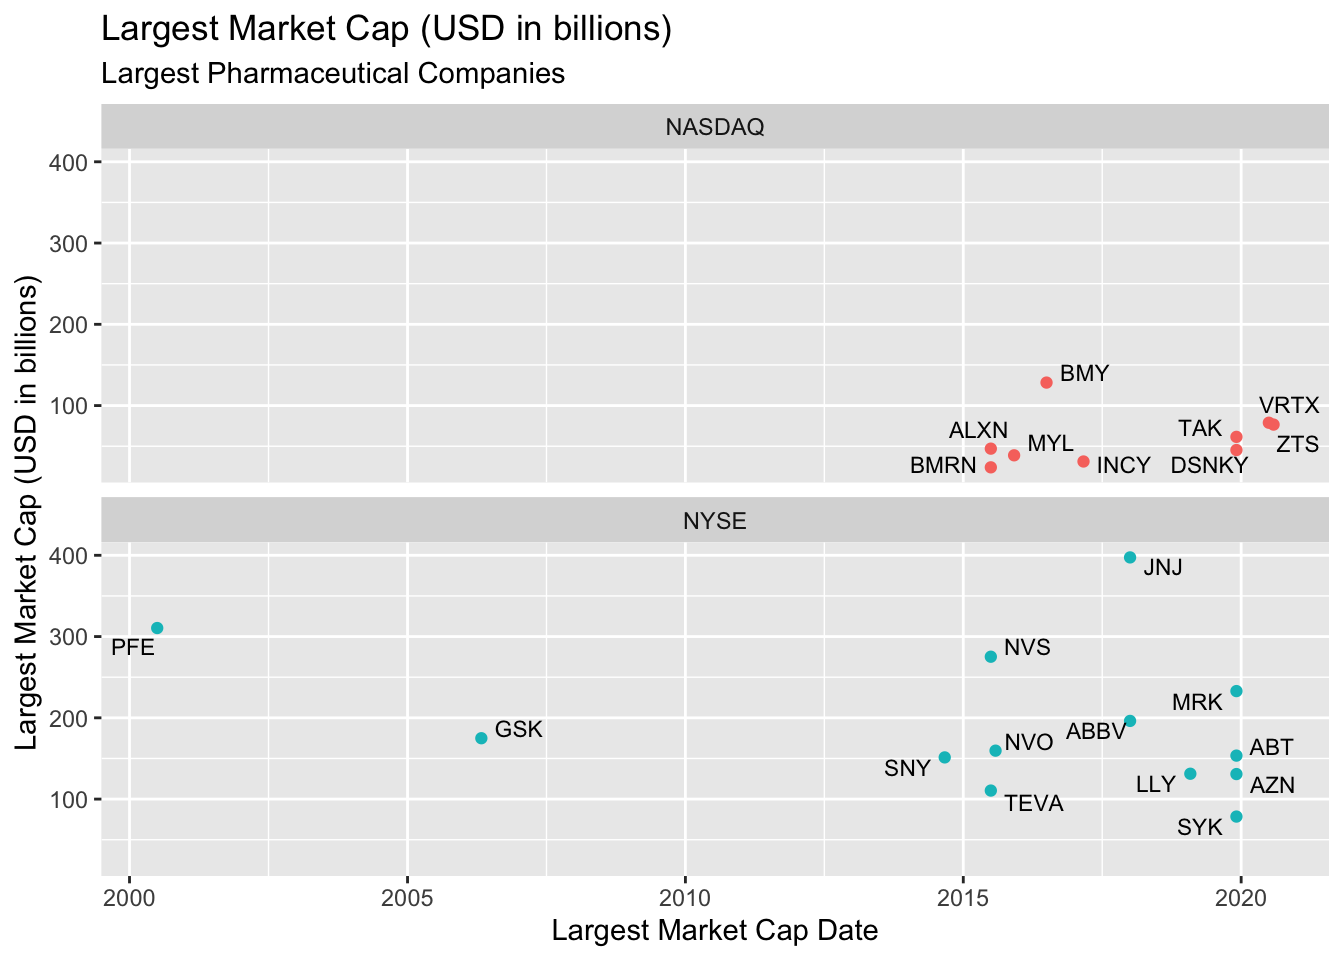 Largest Market Cap (USD in billions)
Largest Pharmaceutical Companies
NASDAQ
400
300
200
100
BMY
VRTX
ALXN
TAK
MYL
ZTS
BMRN
INCY
DSNKY
Largest Market Cap (USD in billions)
NYSE
400
300
200
100
JNJ
PFE
NVS
MRK
GSK
ABBV
NVO
ABT
SNY
LLY
AZN
TEVA
SYK
2000
2005
2010
2015
2020
Largest Market Cap Date